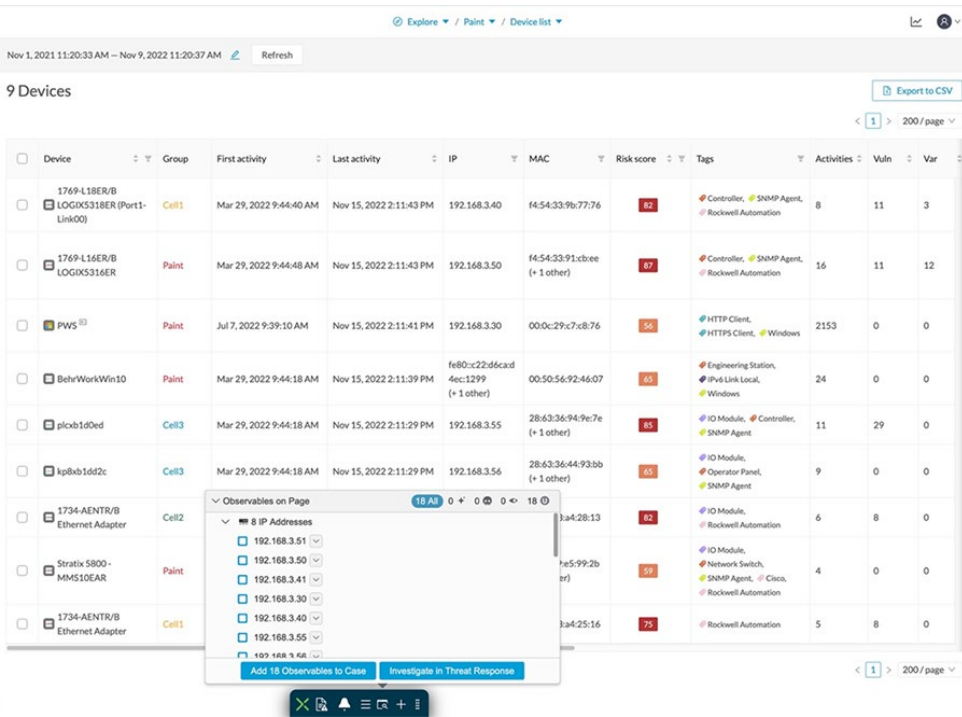 Explore / Paint / Device list
Nov 1, 2021 11:20:33 AM — Nov 9, 2022 11:20:37 AM Refresh
9 Devices
Export to CSV
< 1 > 200 / page
Device Group First activity Last activity IP MAC Risk score Tags Activities Vuln Var
1769-L18ER/B
LOGIX5318ER (Port1-
Link00)
Cell1 Mar 29, 2022 9:44:40 AM Nov 15, 2022 2:11:43 PM 192.168.3.40 f4:54:33:9b:77:76 82
Controller, SNMP Agent,
Rockwell Automation
8 11 3
1769-L16ER/B
LOGIX5316ER
Paint Mar 29, 2022 9:44:48 AM Nov 15, 2022 2:11:43 PM 192.168.3.50
f4:54:33:91:cb:ee
(+ 1 other)
87
Controller, SNMP Agent,
Rockwell Automation
16 11 12
PWS Paint Jul 7, 2022 9:39:10 AM Nov 15, 2022 2:11:41 PM 192.168.3.30 00:0c:29:c7:c8:76 56
HTTP Client,
HTTPS Client, Windows
2153 0 0
BehrWorkWin10 Paint Mar 29, 2022 9:44:18 AM Nov 15, 2022 2:11:39 PM
fe80::c22:d6ca:d
4ec:1299
(+ 1 other)
00:50:56:92:46:07 65
Engineering Station,
IPv6 Link Local,
Windows
24 0 0
plcxb1d0ed Cell3 Mar 29, 2022 9:44:18 AM Nov 15, 2022 2:11:29 PM 192.168.3.55
28:63:36:94:9e:7e
(+ 1 other)
85
IO Module, Controller,
SNMP Agent
11 29 0
kp8xb1dd2c Cell3 Mar 29, 2022 9:44:18 AM Nov 15, 2022 2:11:29 PM 192.168.3.56
28:63:36:44:93:bb
(+ 1 other)
65
IO Module,
Operator Panel,
SNMP Agent
9 0 0
1734-AENTR/B
Ethernet Adapter
Cell2
:a4:28:13 82
IO Module,
Rockwell Automation
6 8 0
Stratix 5800 -
MMS10EAR
Paint
:e5:99:2b
er)
59
IO Module,
Network Switch,
SNMP Agent, Cisco,
Rockwell Automation
4 0 0
1734-AENTR/B
Ethernet Adapter
Cell1
:a4:25:16 75
Rockwell Automation
5 8 0
Observables on Page 18 All 0 0 0 18
8 IP Addresses
192.168.3.51
192.168.3.50
192.168.3.41
192.168.3.30
192.168.3.40
192.168.3.55
192.168.3.56
Add 18 Observables to Case Investigate in Threat Response
< 1 > 200 / page